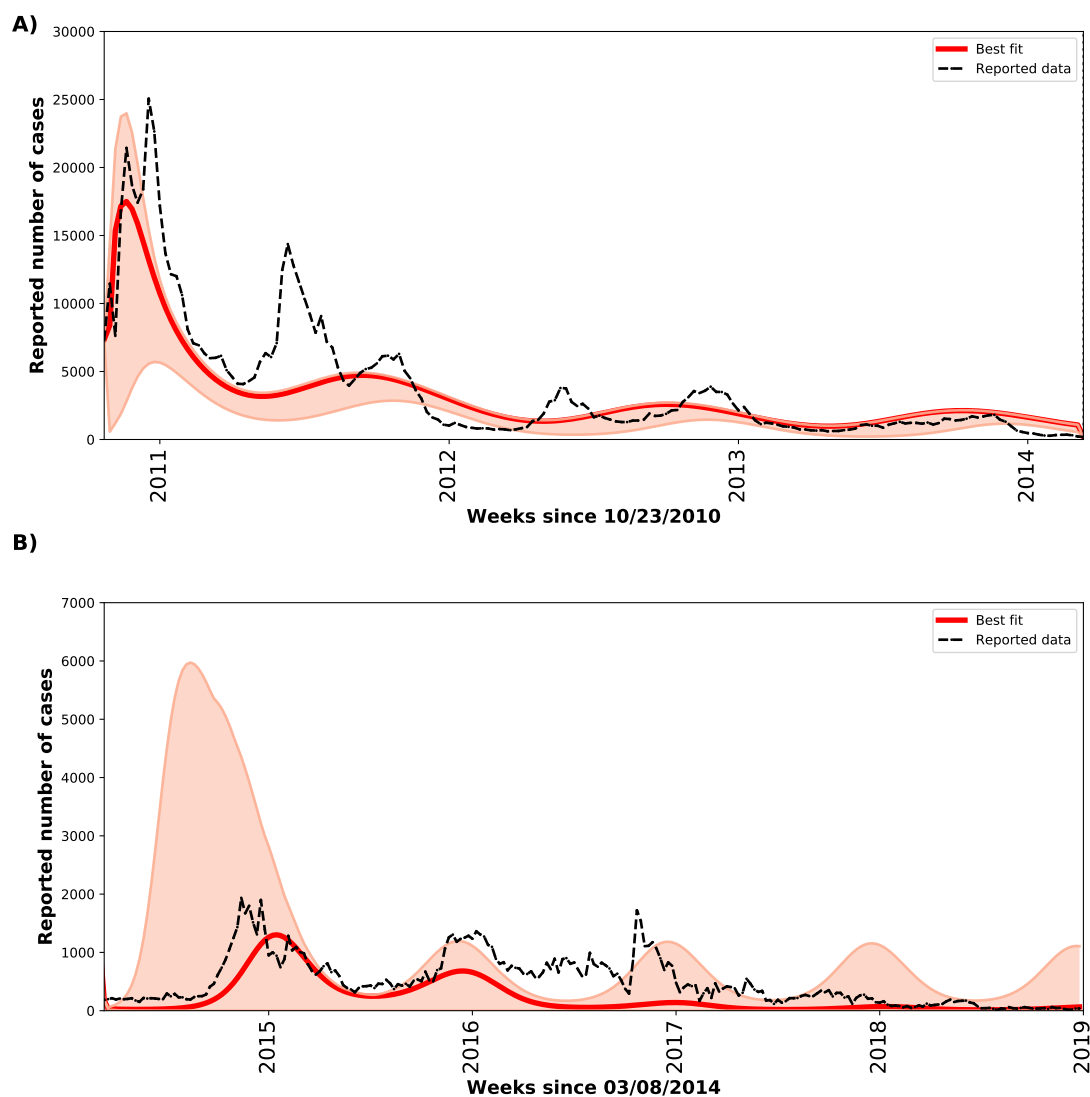 A)
30000
25000
20000
15000
10000
5000
0
Reported number of cases
Best fit
Reported data
2011
2012
2013
2014
Weeks since 10/23/2010
B)
7000
6000
5000
4000
3000
2000
1000
0
Reported number of cases
Best fit
Reported data
2015
2016
2017
2018
2019
Weeks since 03/08/2014